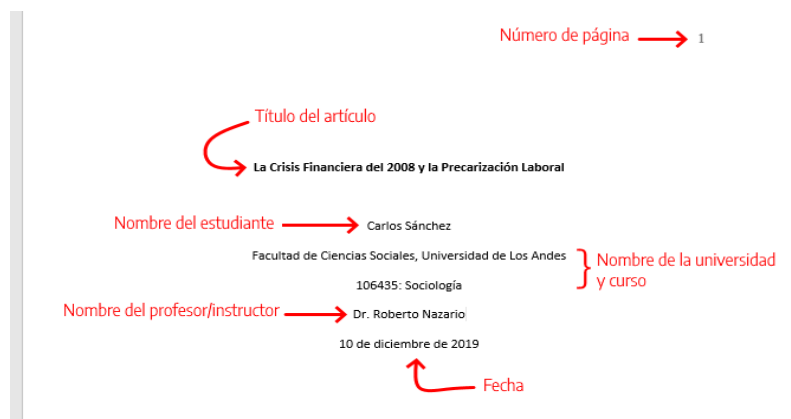 Número de página 1
Título del artículo
La Crisis Financiera del 2008 y la Precarización Laboral
Nombre del estudiante Carlos Sánchez
Facultad de Ciencias Sociales, Universidad de Los Andes
Nombre de la universidad
y curso
106435: Sociología
Nombre del profesor/instructor Dr. Roberto Nazario
10 de diciembre de 2019
Fecha